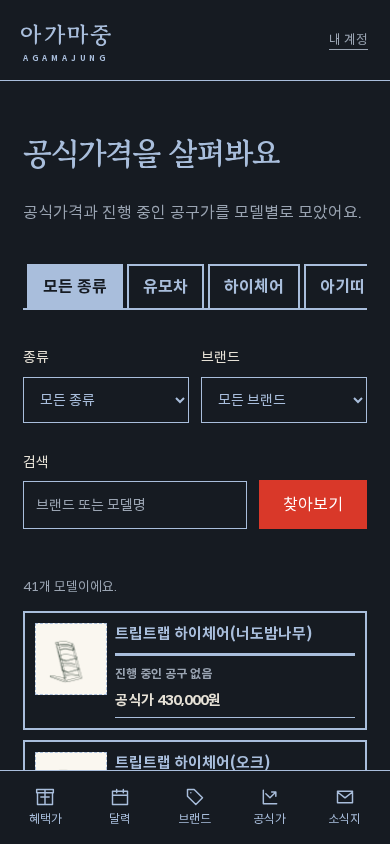 아가마중
AGAMAJUNG
내 계정
공식가격을 살펴봐요
공식가격과 진행 중인 공구가를 모델별로 모았어요.
모든 종류
유모차
하이체어
아기띠
종류
브랜드
모든 종류
모든 브랜드
검색
브랜드 또는 모델명
찾아보기
41개 모델이에요.
트립트랩 하이체어(너도밤나무)
진행 중인 공구 없음
공식가 430,000원
트립트랩 하이체어(오크)
혜택가
달력
브랜드
공식가
소식지